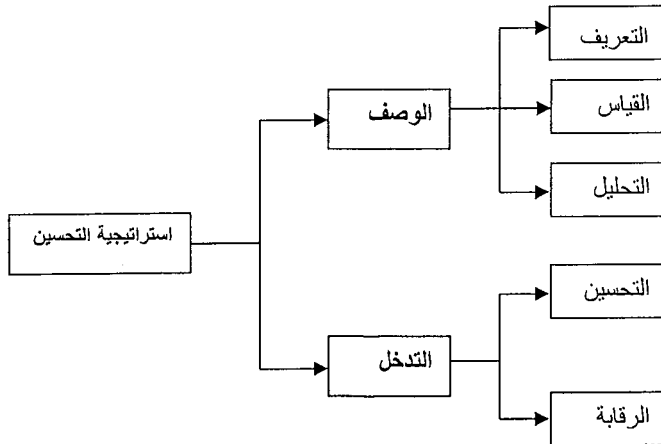 التعريف
الوصف
القياس
التحليل
استراتيجية التحسين
التحسين
التدخل
الرقابة